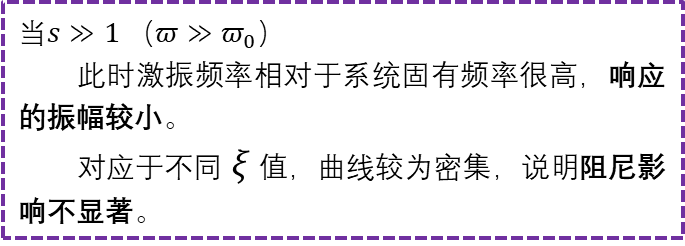 当s ≫ 1 （ϖ ≫ ϖ₀）
此时激振频率相对于系统固有频率很高，响应
的振幅较小。
对应于不同 ξ 值，曲线较为密集，说明阻尼影
响不显著。